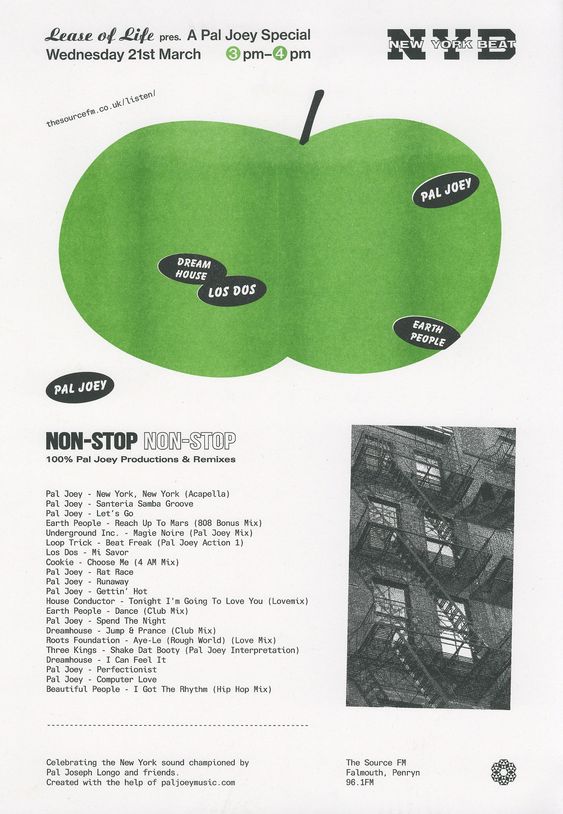 Lease of Life pres. A Pal Joey Special
Wednesday 21st March 3pm–4pm
NYB
NEW YORK BEAT
thesourcefm.co.uk/listen/
PAL JOEY
DREAM
HOUSE
LOS DOS
EARTH
PEOPLE
PAL JOEY
NON-STOP NON-STOP
100% Pal Joey Productions & Remixes
Pal Joey - New York, New York (Acapella)
Pal Joey - Santeria Samba Groove
Pal Joey - Let's Go
Earth People - Reach Up To Mars (808 Bonus Mix)
Underground Inc. - Magie Noire (Pal Joey Mix)
Loop Trick - Beat Freak (Pal Joey Action 1)
Los Dos - Mi Savor
Cookie - Choose Me (4 AM Mix)
Pal Joey - Rat Race
Pal Joey - Runaway
Pal Joey - Gettin' Hot
House Conductor - Tonight I'm Going To Love You (Lovemix)
Earth People - Dance (Club Mix)
Pal Joey - Spend The Night
Dreamhouse - Jump & Prance (Club Mix)
Roots Foundation - Aye-Le (Rough World) (Love Mix)
Three Kings - Shake Dat Booty (Pal Joey Interpretation)
Dreamhouse - I Can Feel It
Pal Joey - Perfectionist
Pal Joey - Computer Love
Beautiful People - I Got The Rhythm (Hip Hop Mix)
Celebrating the New York sound championed by
Pal Joseph Longo and friends.
Created with the help of paljoeymusic.com
The Source FM
Falmouth, Penryn
96.1FM